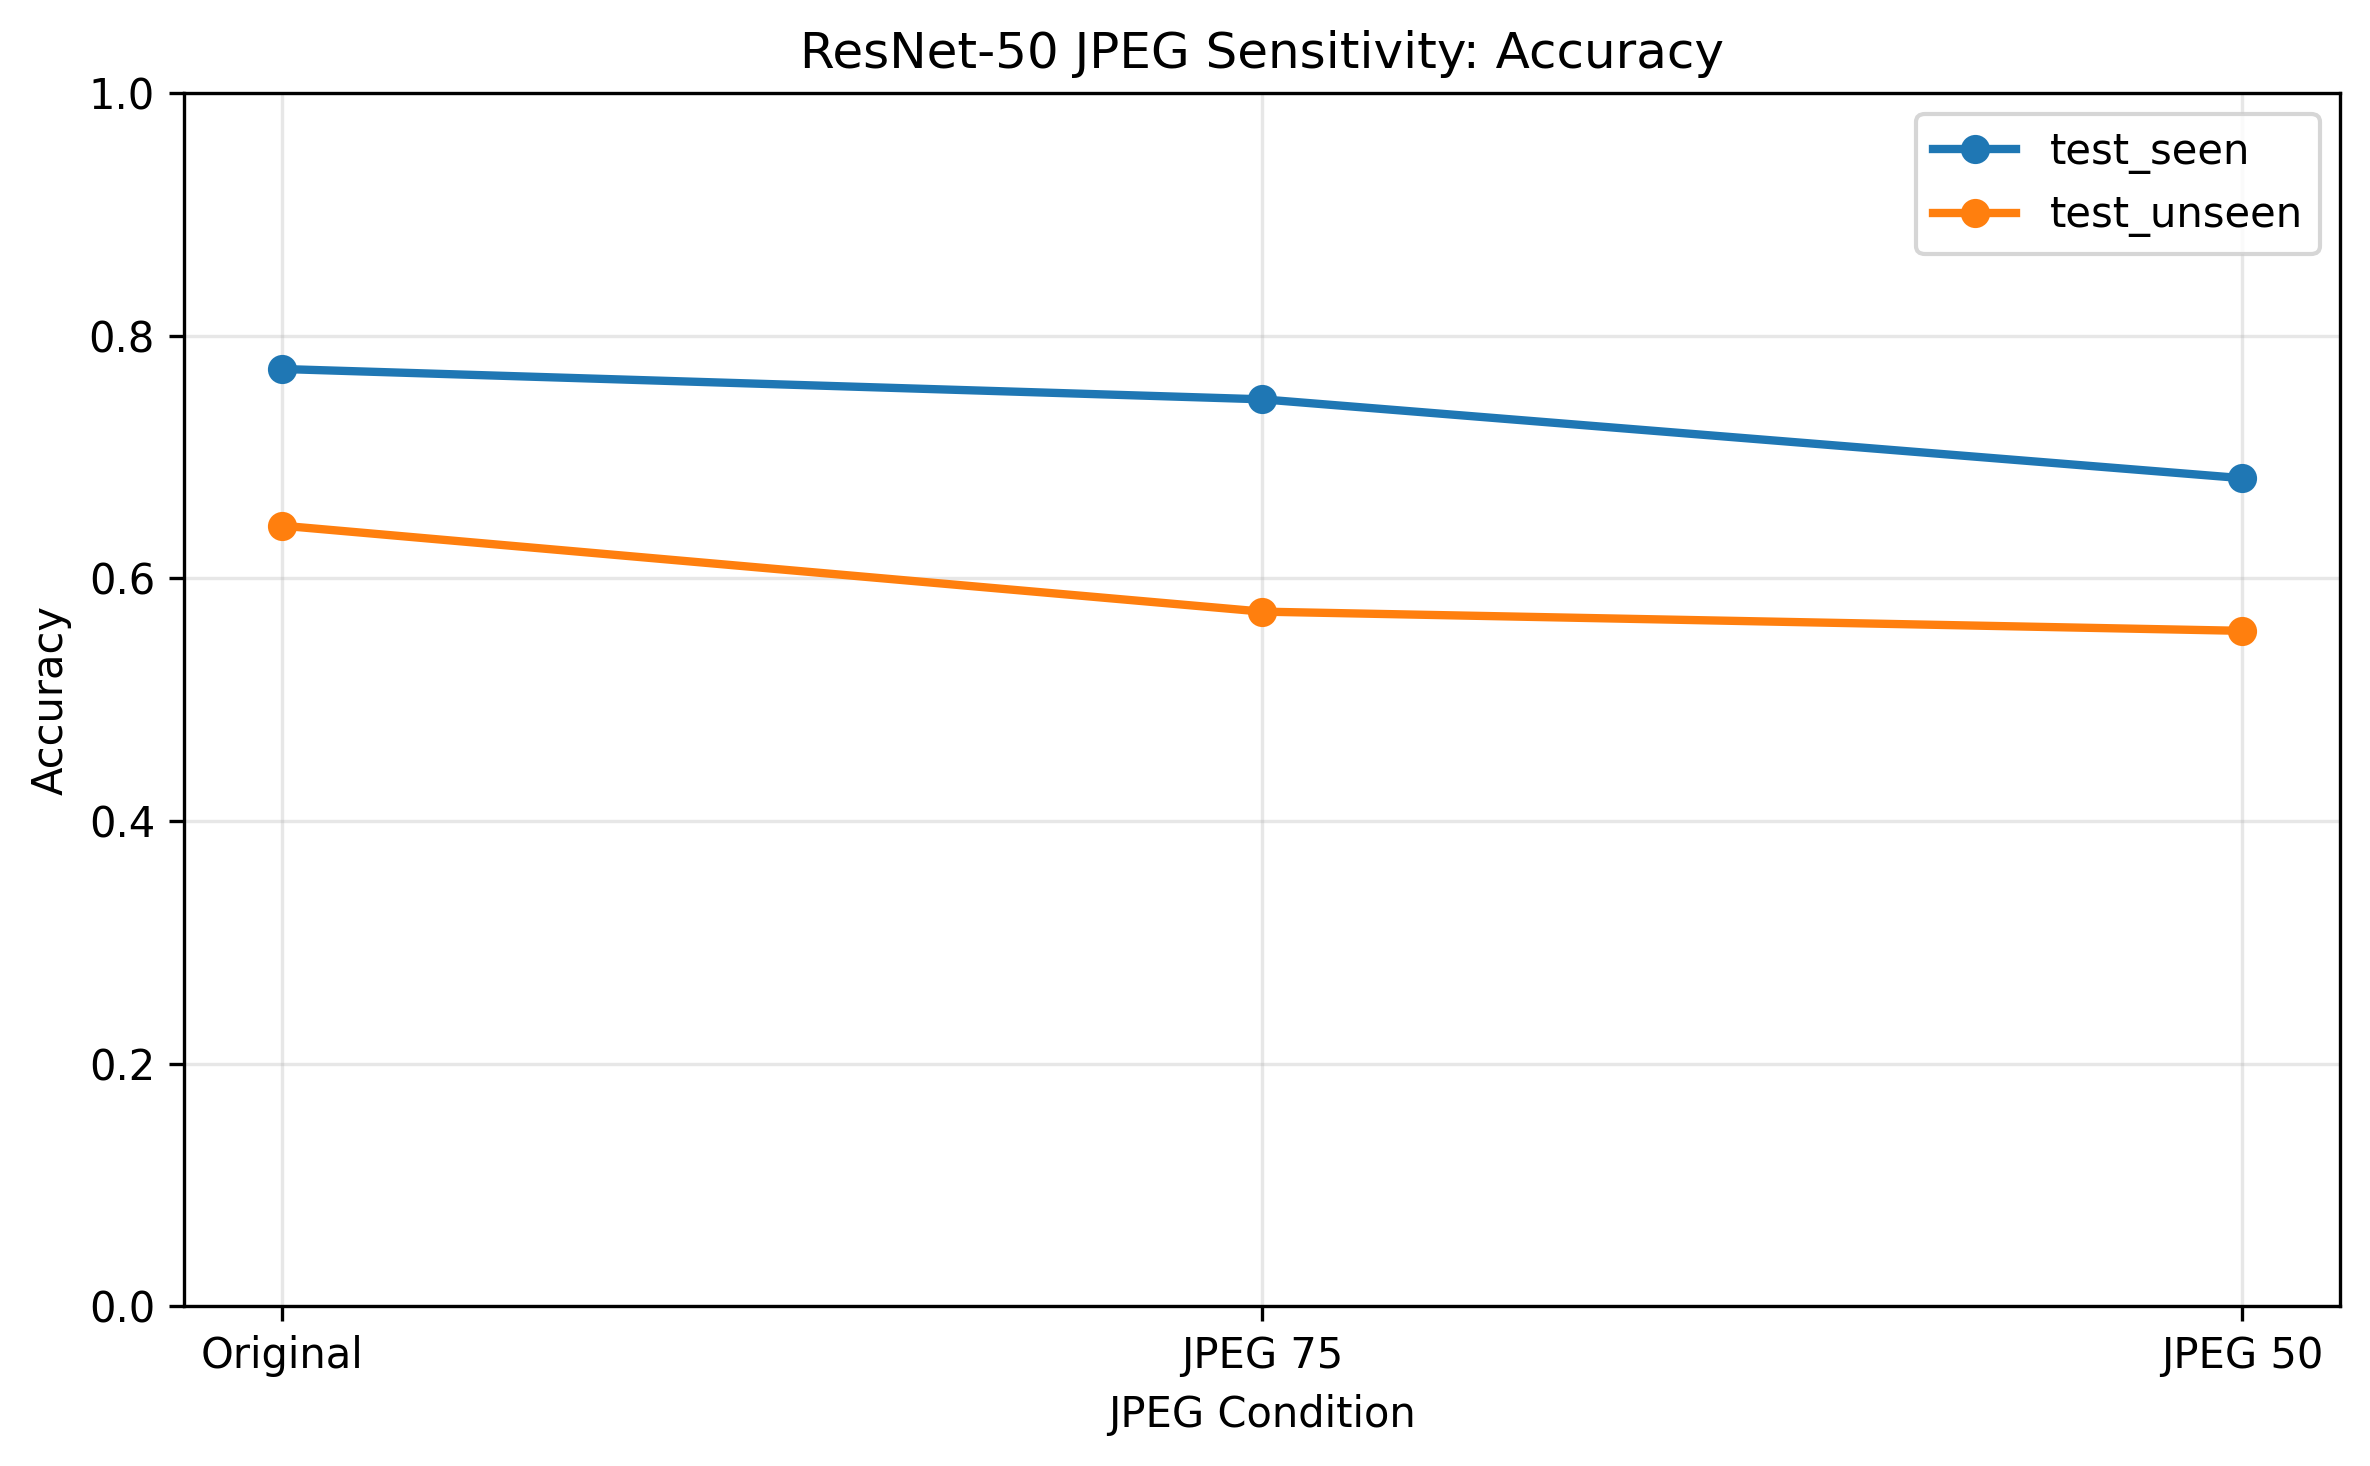 ResNet-50 JPEG Sensitivity: Accuracy
1.0
0.8
0.6
0.4
0.2
0.0
Accuracy
test_seen
test_unseen
Original
JPEG 75
JPEG 50
JPEG Condition